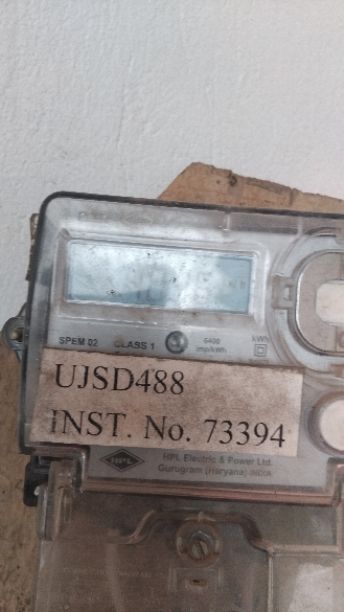 SPEM 02 CLASS 1 6400 imp/kWh kWh
UJSD488
INST. No. 73394
HPL Electric & Power Ltd.
Gurugram (Haryana) INDIA